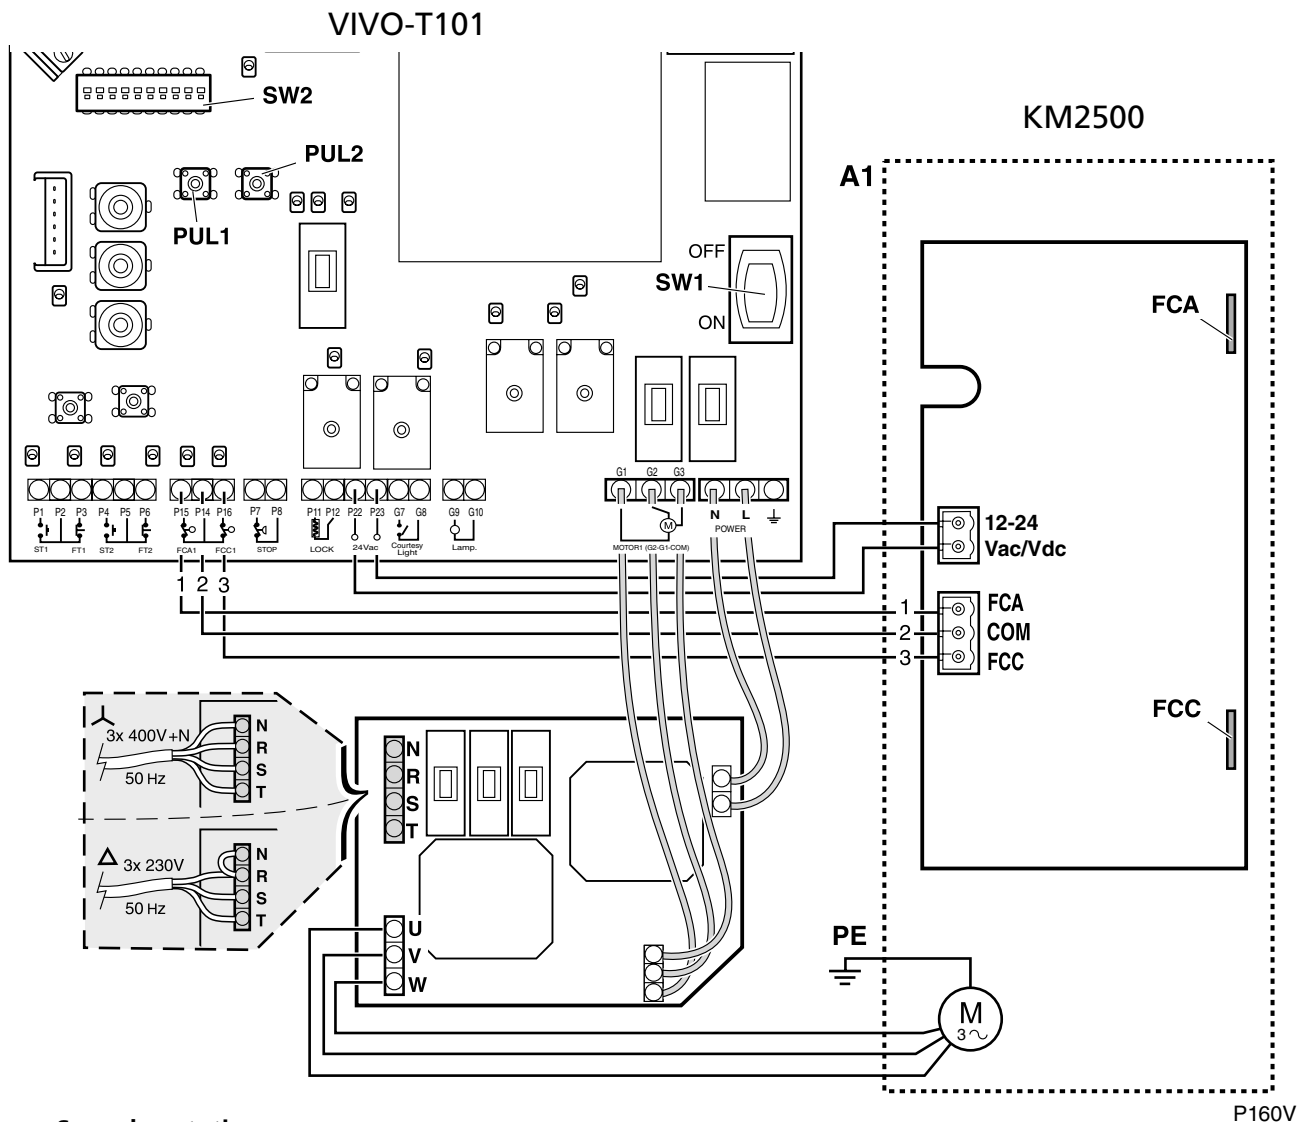 VIVO-T101
KM2500
SW2
PUL2
PUL1
A1
OFF
SW1
ON
FCA
G1 G2 G3
P1 P2 P3 P4 P5 P6 P15 P14 P16 P7 P8 P11 P12 P22 P23 G7 G8 G9 G10
N L
POWER
M
ST1 FT1 ST2 FT2 FCA1 FCC1 STOP LOCK 24Vac Courtesy Light Lamp. MOTOR1 (G2-G1-COM)
12-24
Vac/Vdc
1 2 3
1 FCA
2 COM
3 FCC
FCC
3x 400V+N
50 Hz
N
R
S
T
3x 230V
50 Hz
N
R
S
T
N
R
S
T
U
V
W
PE
M
3
P160V